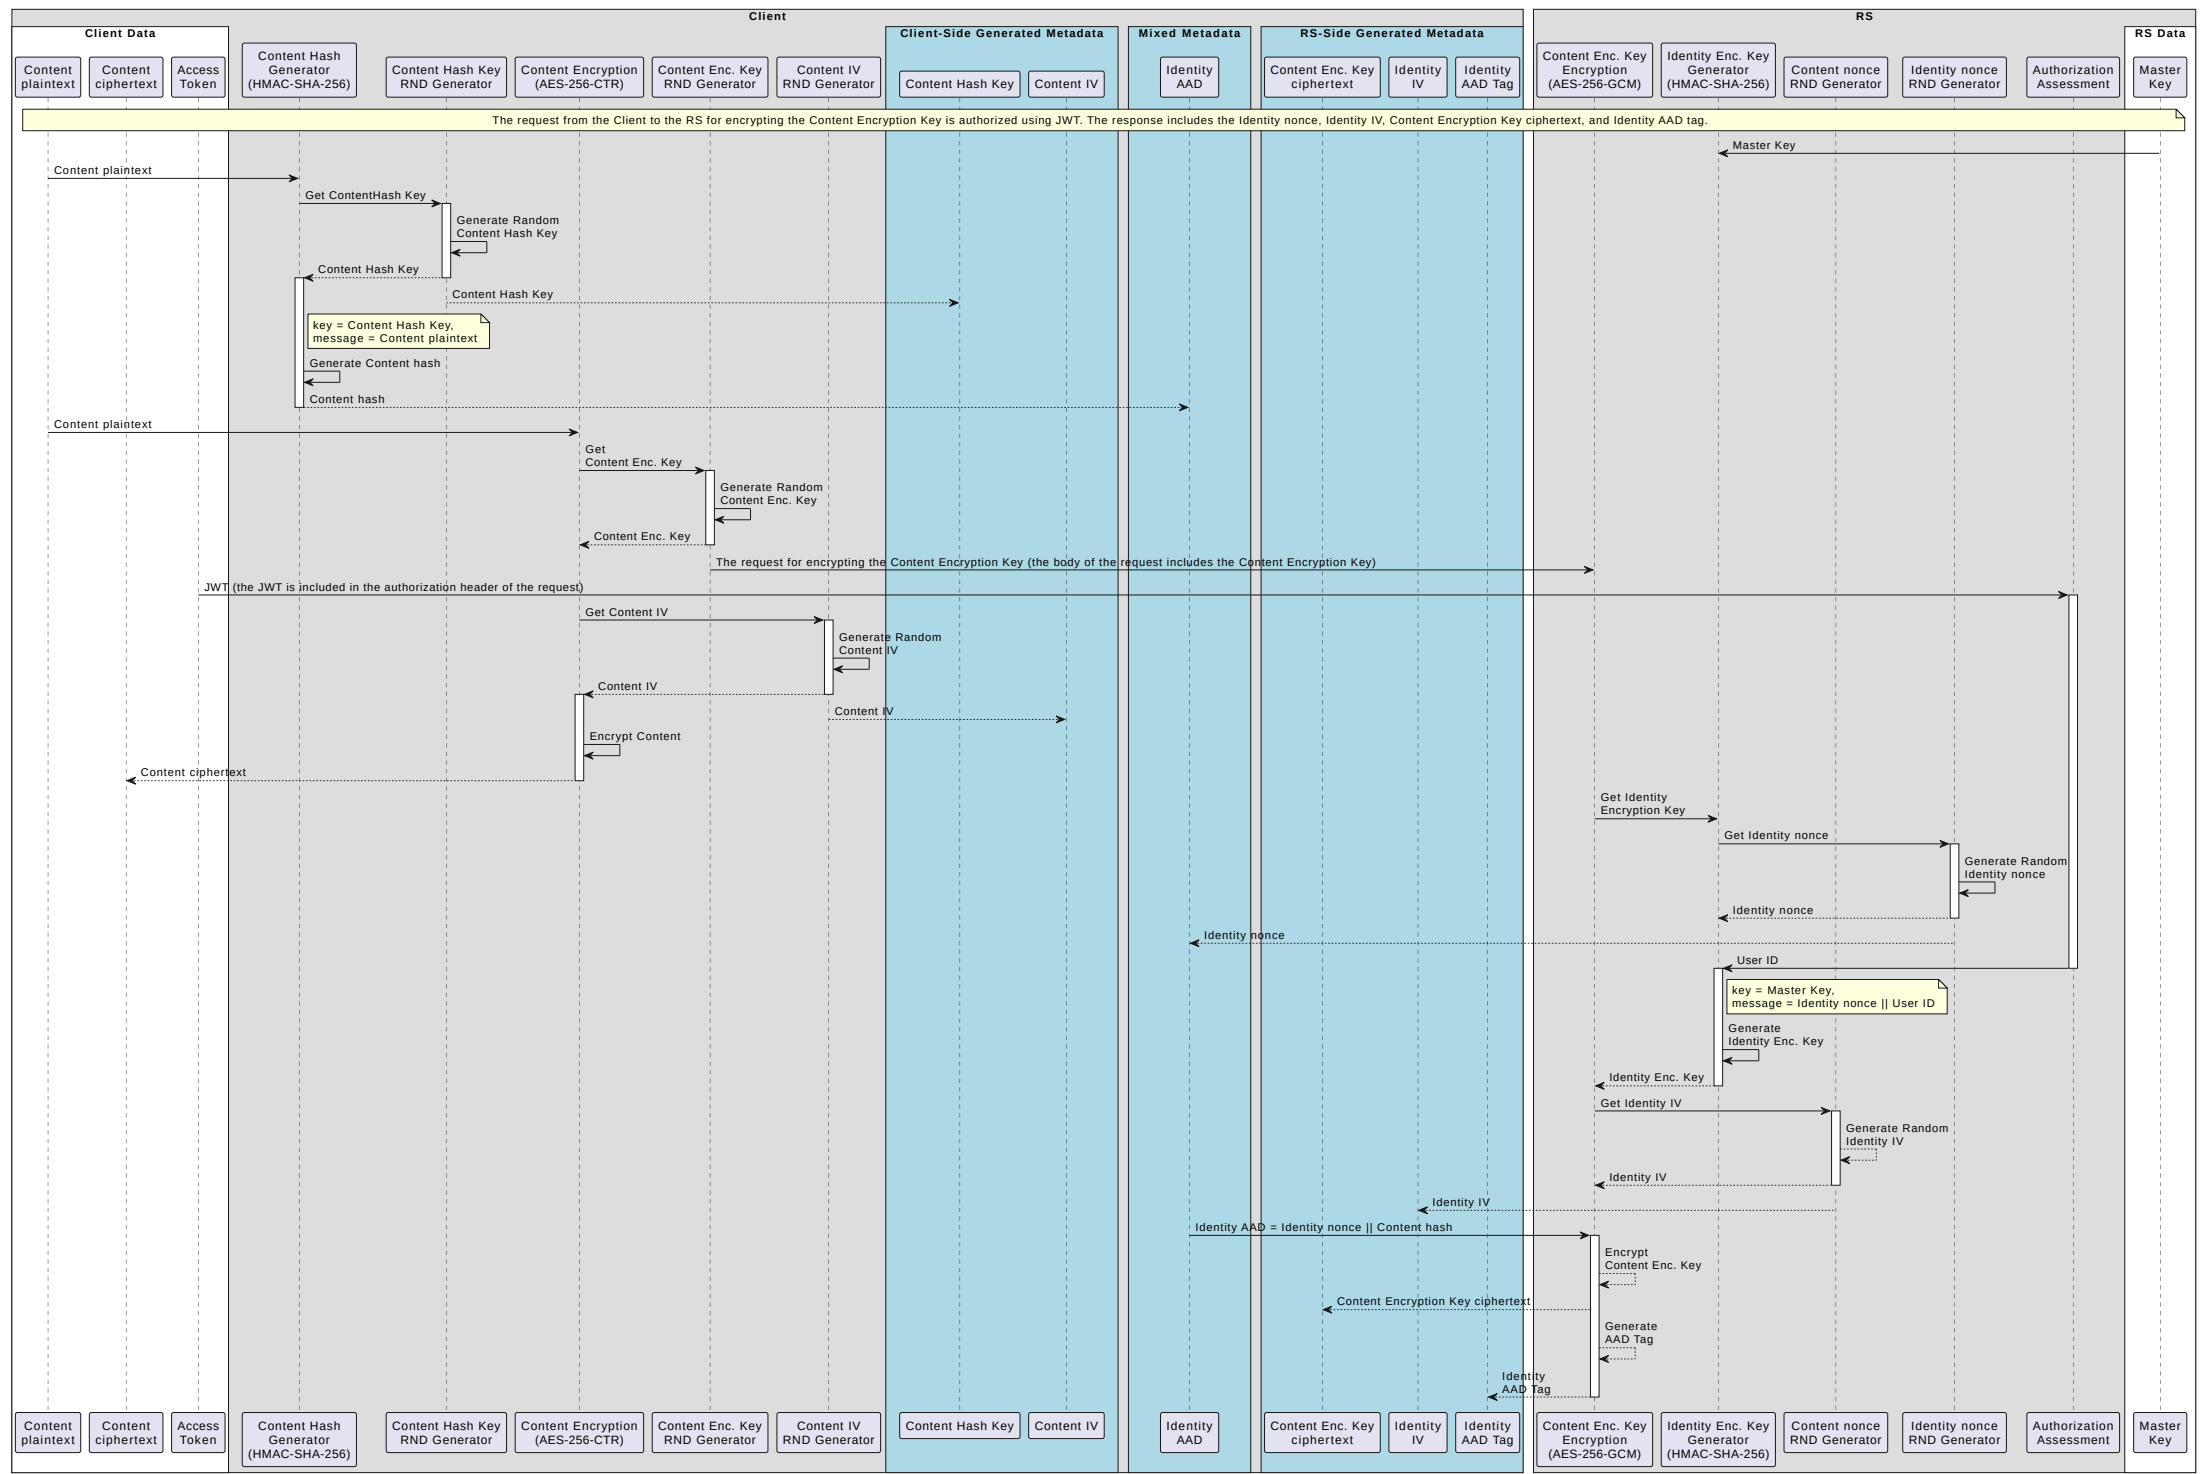 Client
RS
Client Data
Client-Side Generated Metadata
Mixed Metadata
RS-Side Generated Metadata
RS Data
Content
plaintext
Content
ciphertext
Access
Token
Content Hash
Generator
(HMAC-SHA-256)
Content Hash Key
RND Generator
Content Encryption
(AES-256-CTR)
Content Enc. Key
RND Generator
Content IV
RND Generator
Content Hash Key
Content IV
Identity
AAD
Content Enc. Key
ciphertext
Identity
IV
Identity
AAD Tag
Content Enc. Key
Encryption
(AES-256-GCM)
Identity Enc. Key
Generator
(HMAC-SHA-256)
Content nonce
RND Generator
Identity nonce
RND Generator
Authorization
Assessment
Master
Key
The request from the Client to the RS for encrypting the Content Encryption Key is authorized using JWT. The response includes the Identity nonce, Identity IV, Content Encryption Key ciphertext, and Identity AAD tag.
Master Key
Content plaintext
Get ContentHash Key
Generate Random
Content Hash Key
Content Hash Key
Content Hash Key
key = Content Hash Key,
message = Content plaintext
Generate Content hash
Content hash
Content plaintext
Get
Content Enc. Key
Generate Random
Content Enc. Key
Content Enc. Key
The request for encrypting the Content Encryption Key (the body of the request includes the Content Encryption Key)
JWT (the JWT is included in the authorization header of the request)
Get Content IV
Generate Random
Content IV
Content IV
Content IV
Encrypt Content
Content ciphertext
Get Identity
Encryption Key
Get Identity nonce
Generate Random
Identity nonce
Identity nonce
Identity nonce
User ID
key = Master Key,
message = Identity nonce || User ID
Generate
Identity Enc. Key
Identity Enc. Key
Get Identity IV
Generate Random
Identity IV
Identity IV
Identity IV
Identity AAD = Identity nonce || Content hash
Encrypt
Content Enc. Key
Content Encryption Key ciphertext
Generate
AAD Tag
Identity
AAD Tag
Content
plaintext
Content
ciphertext
Access
Token
Content Hash
Generator
(HMAC-SHA-256)
Content Hash Key
RND Generator
Content Encryption
(AES-256-CTR)
Content Enc. Key
RND Generator
Content IV
RND Generator
Content Hash Key
Content IV
Identity
AAD
Content Enc. Key
ciphertext
Identity
IV
Identity
AAD Tag
Content Enc. Key
Encryption
(AES-256-GCM)
Identity Enc. Key
Generator
(HMAC-SHA-256)
Content nonce
RND Generator
Identity nonce
RND Generator
Authorization
Assessment
Master
Key